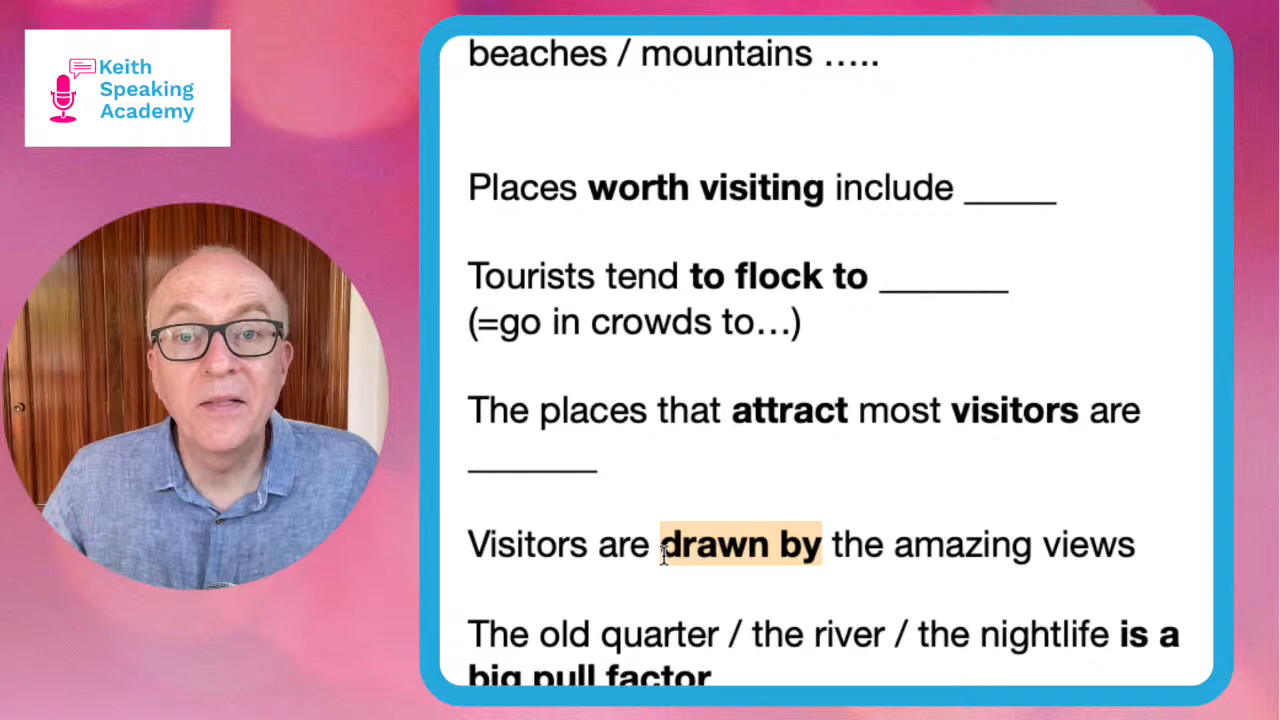 Keith
Speaking
Academy
beaches / mountains …..
Places worth visiting include _____
Tourists tend to flock to _______
(=go in crowds to…)
The places that attract most visitors are
_______
Visitors are drawn by the amazing views
The old quarter / the river / the nightlife is a
big pull factor